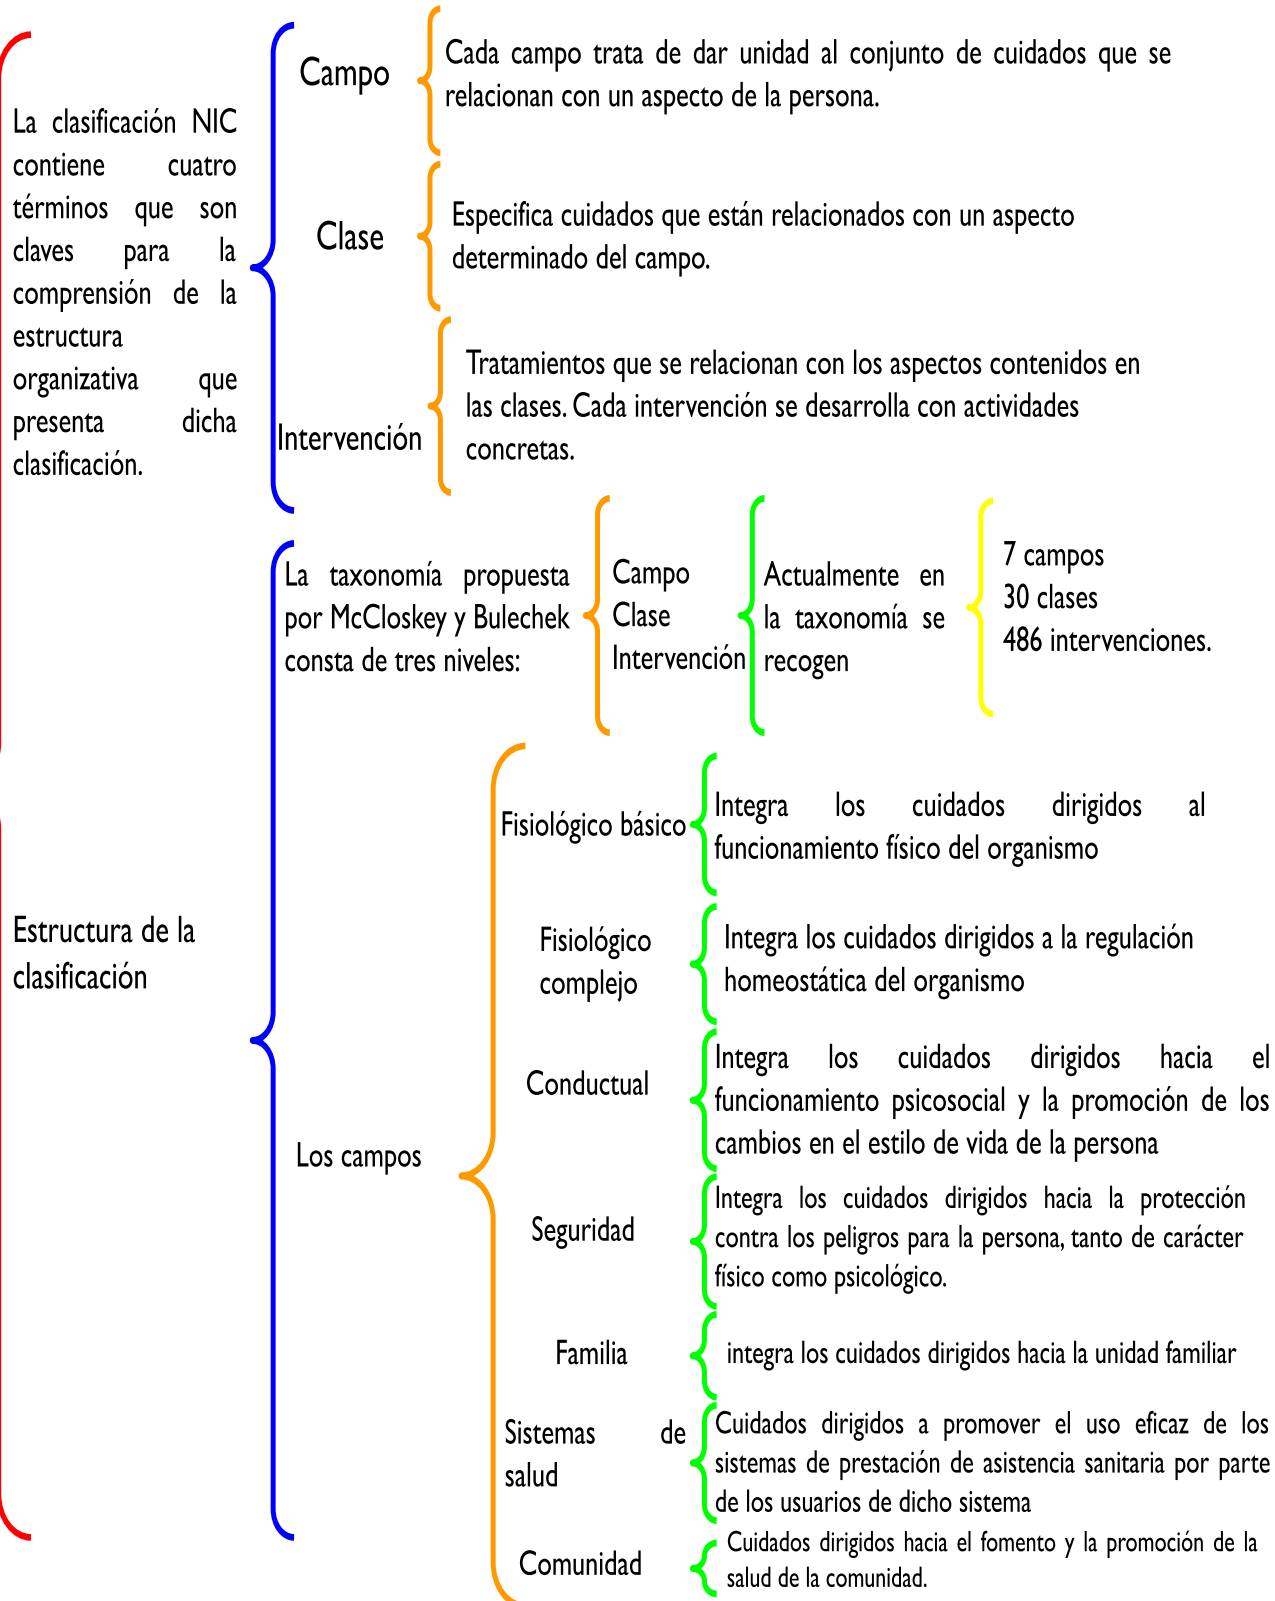 La clasificación NIC
contiene cuatro
términos que son
claves para la
comprensión de la
estructura
organizativa que
presenta dicha
clasificación.
Campo
Cada campo trata de dar unidad al conjunto de cuidados que se
relacionan con un aspecto de la persona.
Clase
Especifica cuidados que están relacionados con un aspecto
determinado del campo.
Intervención
Tratamientos que se relacionan con los aspectos contenidos en
las clases. Cada intervención se desarrolla con actividades
concretas.
Estructura de la
clasificación
La taxonomía propuesta
por McCloskey y Bulechek
consta de tres niveles:
Campo
Clase
Intervención
Actualmente en
la taxonomía se
recogen
7 campos
30 clases
486 intervenciones.
Los campos
Fisiológico básico
Integra los cuidados dirigidos al
funcionamiento físico del organismo
Fisiológico
complejo
Integra los cuidados dirigidos a la regulación
homeostática del organismo
Conductual
Integra los cuidados dirigidos hacia el
funcionamiento psicosocial y la promoción de los
cambios en el estilo de vida de la persona
Seguridad
Integra los cuidados dirigidos hacia la protección
contra los peligros para la persona, tanto de carácter
físico como psicológico.
Familia
integra los cuidados dirigidos hacia la unidad familiar
Sistemas de
salud
Cuidados dirigidos a promover el uso eficaz de los
sistemas de prestación de asistencia sanitaria por parte
de los usuarios de dicho sistema
Comunidad
Cuidados dirigidos hacia el fomento y la promoción de la
salud de la comunidad.